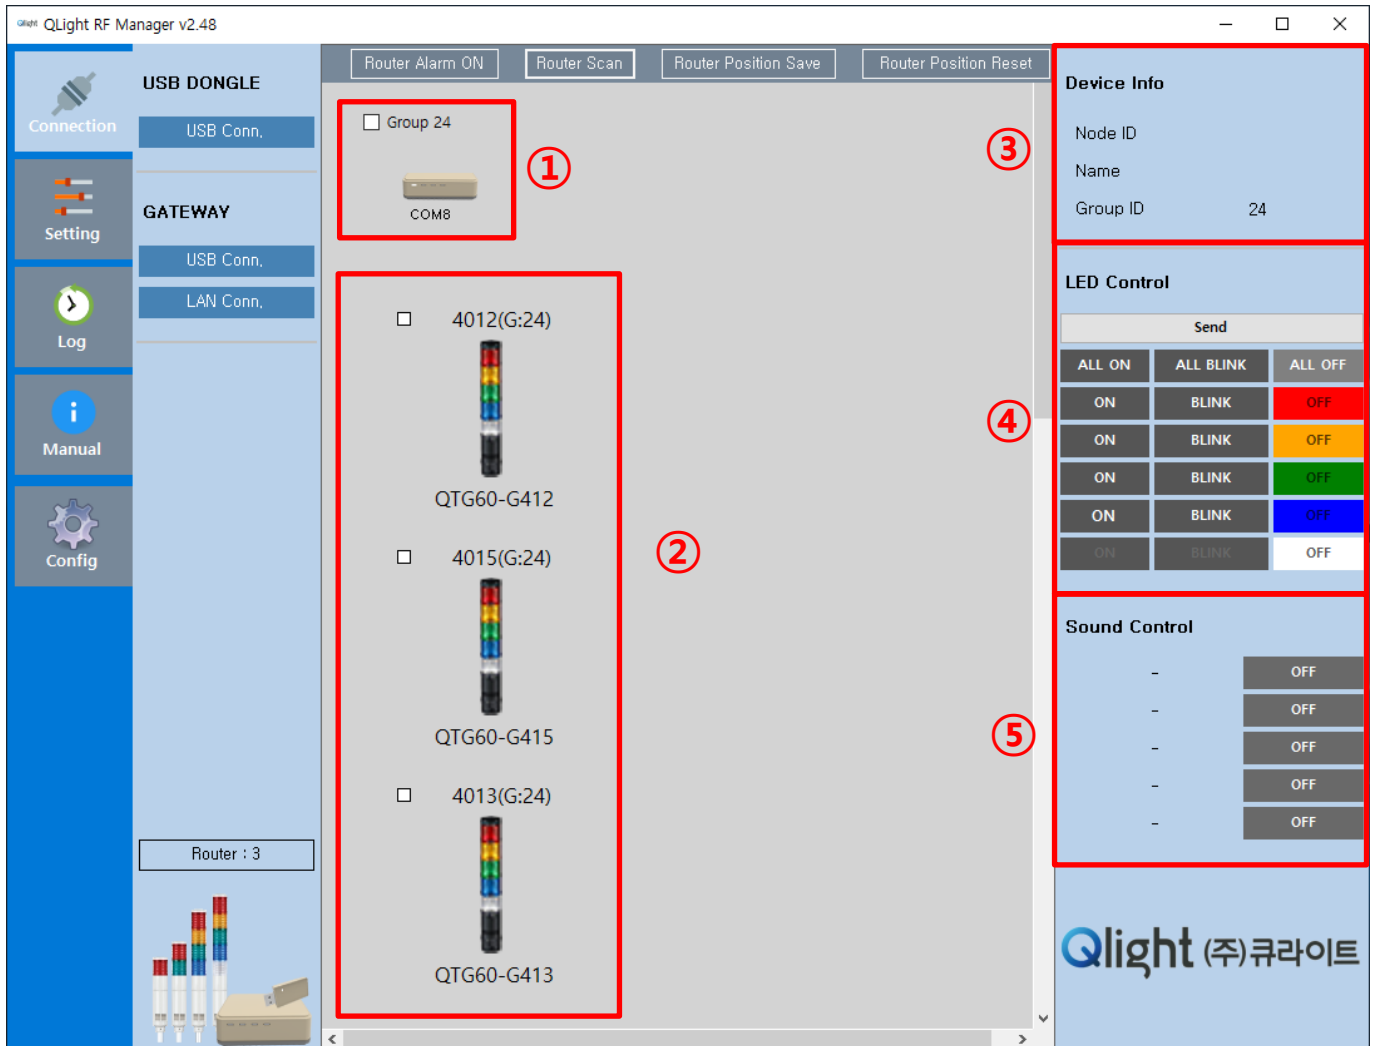 Qlight QLight RF Manager v2.48
Connection
Setting
Log
Manual
Config
USB DONGLE
USB Conn.
GATEWAY
USB Conn.
LAN Conn.
Router : 3
Router Alarm ON
Router Scan
Router Position Save
Router Position Reset
Group 24
COM8
①
4012(G:24)
QTG60-G412
4015(G:24)
QTG60-G415
4013(G:24)
QTG60-G413
②
③
Device Info
Node ID
Name
Group ID 24
④
LED Control
Send
ALL ON ALL BLINK ALL OFF
ON BLINK OFF
ON BLINK OFF
ON BLINK OFF
ON BLINK OFF
ON BLINK OFF
⑤
Sound Control
- OFF
- OFF
- OFF
- OFF
- OFF
Qlight (주)큐라이트